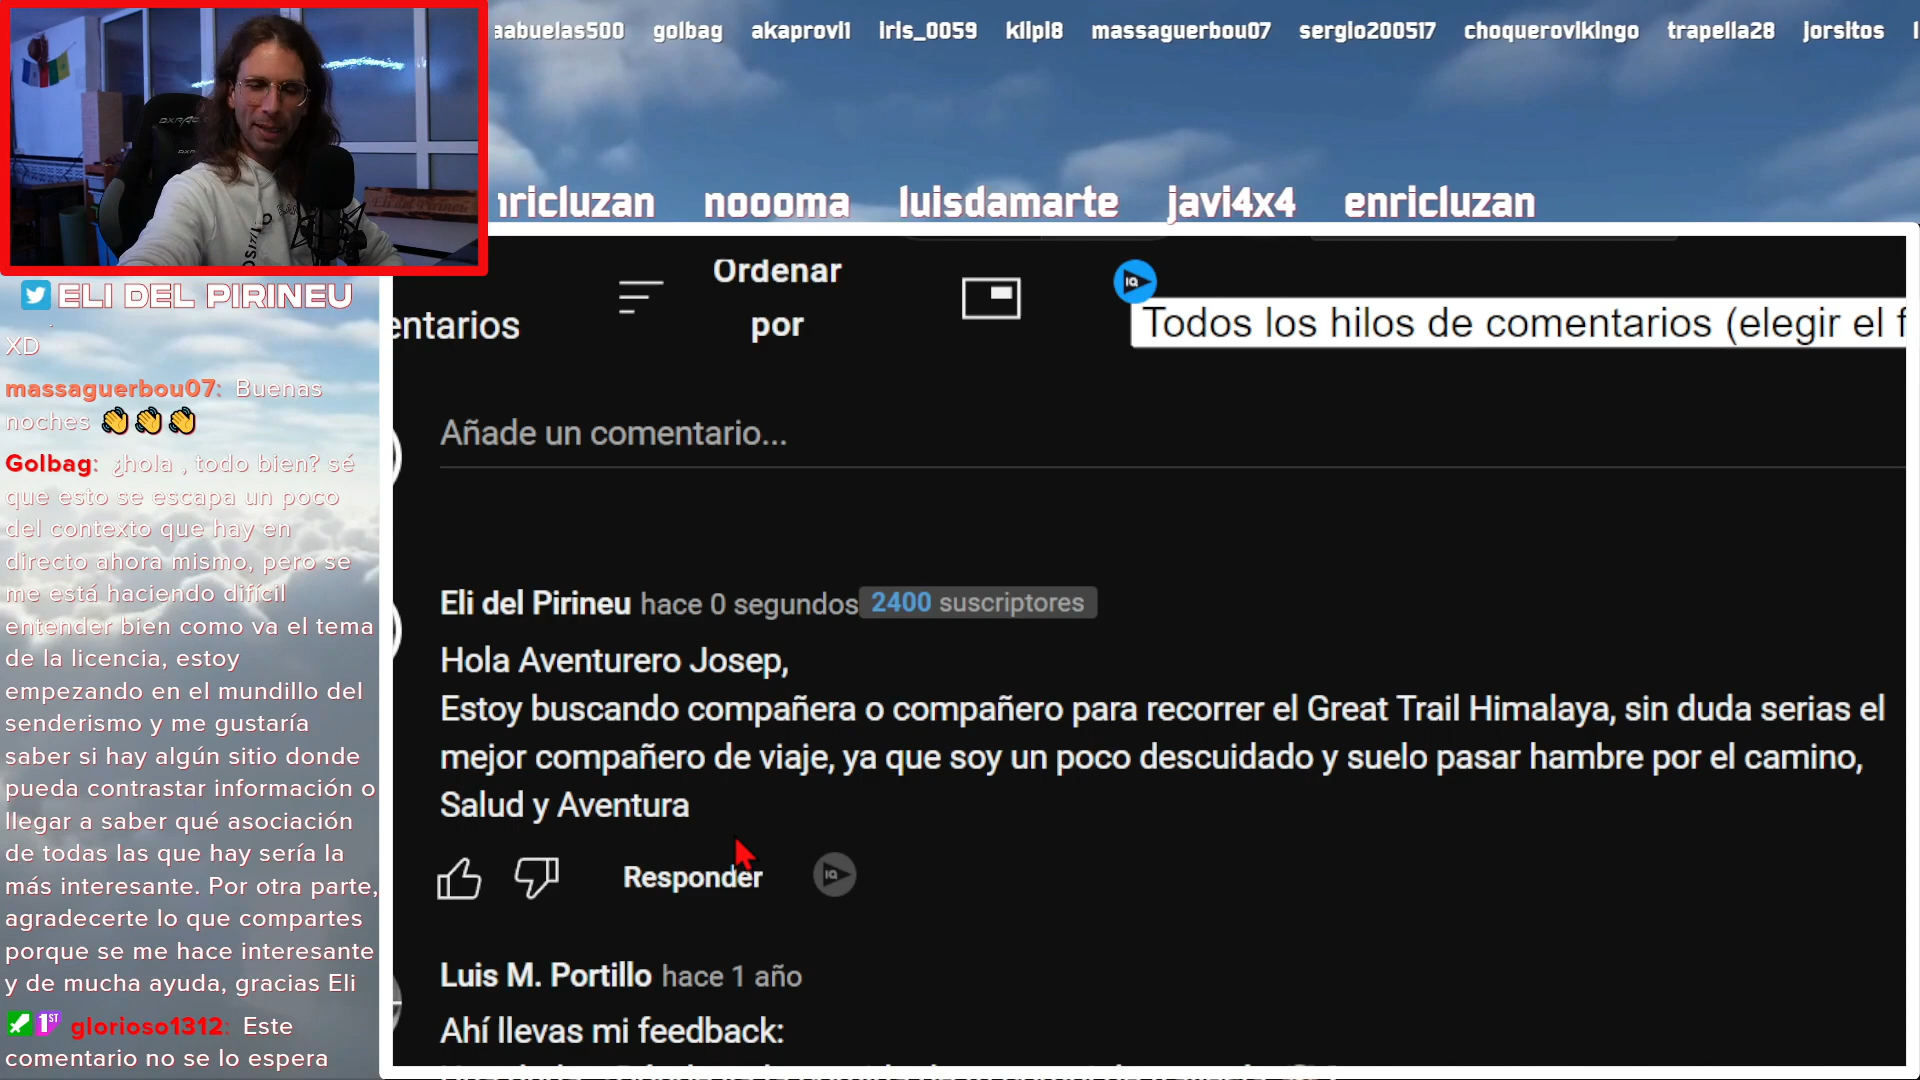 aabuelas500 golbag akaprovi1 iris_0059 kilpi8 massaguerbou07 sergio200517 choquerovikingo trapella28 jorsitos
nricluzan noooma luisdamarte javi4x4 enricluzan
ELI DEL PIRINEU
XD
massaguerbou07: Buenas
noches 👏👏👏
Golbag: ¿hola , todo bien? sé
que esto se escapa un poco
del contexto que hay en
directo ahora mismo, pero se
me está haciendo difícil
entender bien como va el tema
de la licencia, estoy
empezando en el mundillo del
senderismo y me gustaría
saber si hay algún sitio donde
pueda contrastar información o
llegar a saber qué asociación
de todas las que hay sería la
más interesante. Por otra parte,
agradecerte lo que compartes
porque se me hace interesante
y de mucha ayuda, gracias Eli
1ST glorioso1312: Este
comentario no se lo espera
entarios
Ordenar
por
IQ
Todos los hilos de comentarios (elegir el f
Añade un comentario...
Eli del Pirineu hace 0 segundos 2400 suscriptores
Hola Aventurero Josep,
Estoy buscando compañera o compañero para recorrer el Great Trail Himalaya, sin duda serias el
mejor compañero de viaje, ya que soy un poco descuidado y suelo pasar hambre por el camino,
Salud y Aventura
Responder
IQ
Luis M. Portillo hace 1 año
Ahí llevas mi feedback: